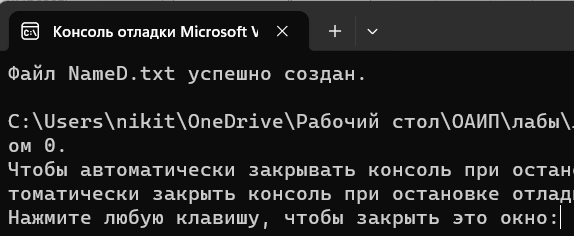 Консоль отладки Microsoft V
Файл NameD.txt успешно создан.
C:\Users\nikit\OneDrive\Рабочий стол\ОАИП\лабы\
ом 0.
Чтобы автоматически закрывать консоль при остан
томатически закрыть консоль при остановке отлад
Нажмите любую клавишу, чтобы закрыть это окно: